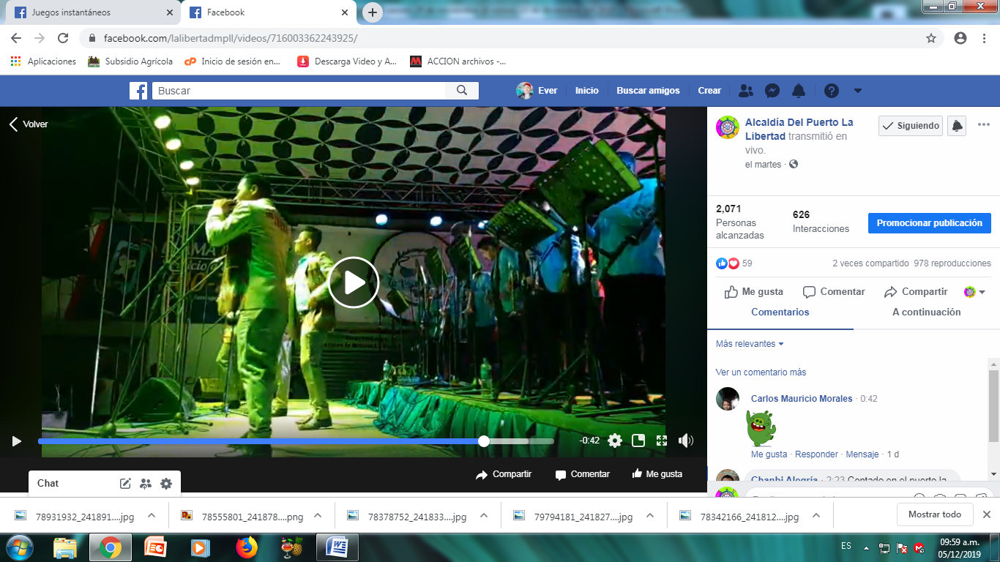 Juegos instantáneos
Facebook
facebook.com/lalibertadmpll/videos/716003362243925/
Aplicaciones
Subsidio Agrícola
Inicio de sesión en...
Descarga Video y A...
ACCION archivos -...
Buscar
Ever
Inicio
Buscar amigos
Crear
Volver
Alcaldía Del Puerto La
Libertad transmitió en
vivo.
el martes ·
Siguiendo
2,071
Personas
alcanzadas
626
Interacciones
Promocionar publicación
59
2 veces compartido 978 reproducciones
Me gusta
Comentar
Compartir
Comentarios
A continuación
Más relevantes
Ver un comentario más
Carlos Mauricio Morales · 0:42
Me gusta · Responder · Mensaje · 1 d
Chanbi Alegría · 2:23 Contado en el puerto la
-0:42
Compartir
Comentar
Me gusta
Chat
78931932_241891....jpg
78555801_241878....png
78378752_241833....jpg
79794181_241827....jpg
78342166_241812....jpg
Mostrar todo
ES
09:59 a.m.
05/12/2019